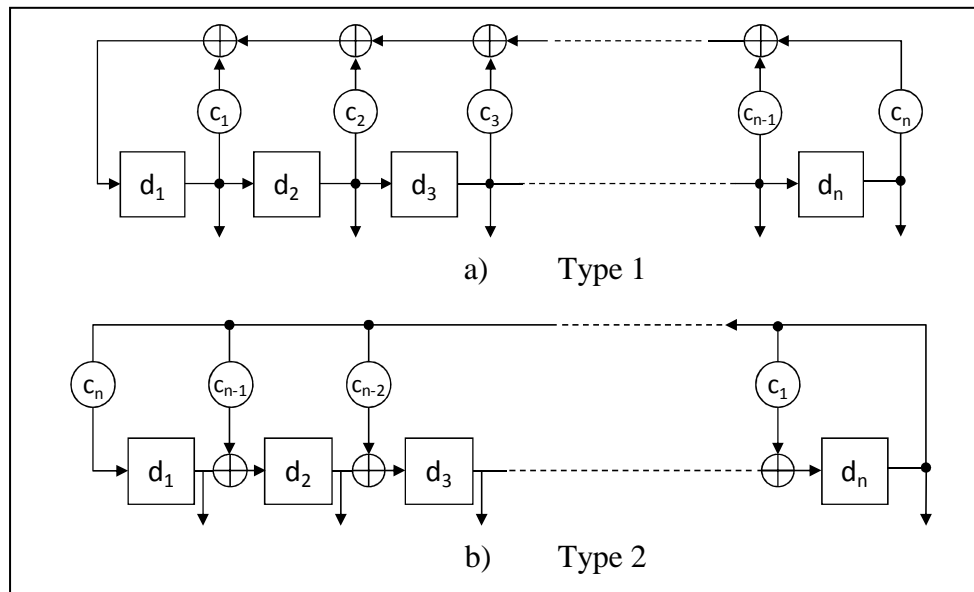 c1 c2 c3 cn-1 cn
d1 d2 d3 dn
a) Type 1
cn cn-1 cn-2 c1
d1 d2 d3 dn
b) Type 2